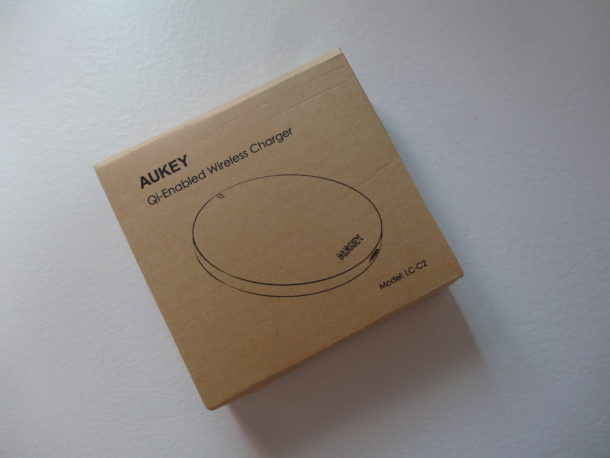 AUKEY
Qi-Enabled Wireless Charger
AUKEY
Model: LC-C2